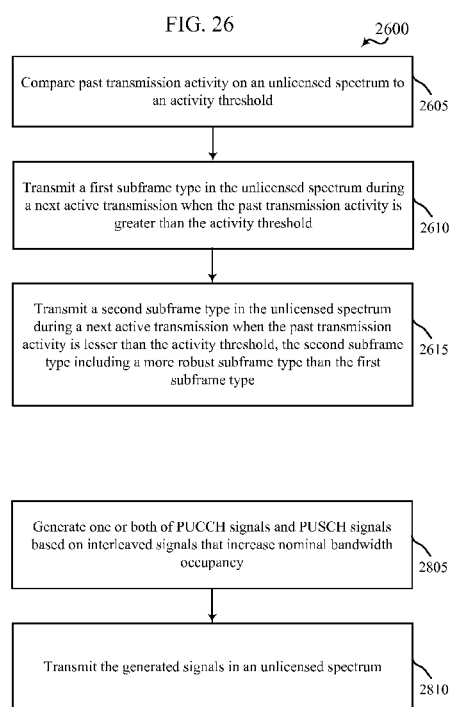 FIG. 26
2600
Compare past transmission activity on an unlicensed spectrum to
an activity threshold
2605
Transmit a first subframe type in the unlicensed spectrum during
a next active transmission when the past transmission activity is
greater than the activity threshold
2610
Transmit a second subframe type in the unlicensed spectrum
during a next active transmission when the past transmission
activity is lesser than the activity threshold, the second subframe
type including a more robust subframe type than the first
subframe type
2615
Generate one or both of PUCCH signals and PUSCH signals
based on interleaved signals that increase nominal bandwidth
occupancy
2805
Transmit the generated signals in an unlicensed spectrum
2810